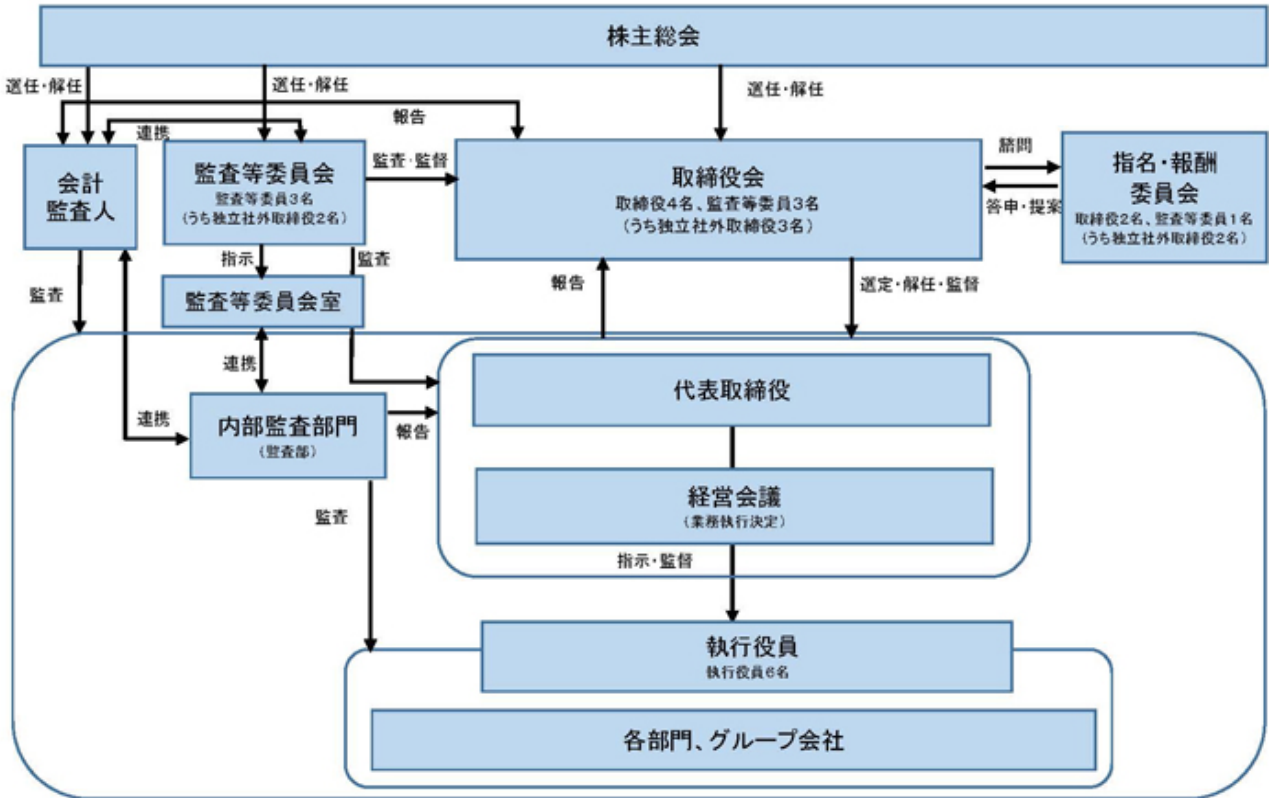 株主総会
選任・解任
選任・解任
選任・解任
報告
連携
会計
監査人
監査等委員会
監査等委員3名
(うち独立社外取締役2名)
監査・監督
取締役会
取締役4名、監査等委員3名
(うち独立社外取締役3名)
諮問
答申・提案
指名・報酬
委員会
取締役2名、監査等委員1名
(うち独立社外取締役2名)
監査
指示
監査
報告
選定・解任・監督
監査等委員会室
連携
連携
内部監査部門
(監査部)
報告
代表取締役
経営会議
(業務執行決定)
監査
指示・監督
執行役員
執行役員6名
各部門、グループ会社